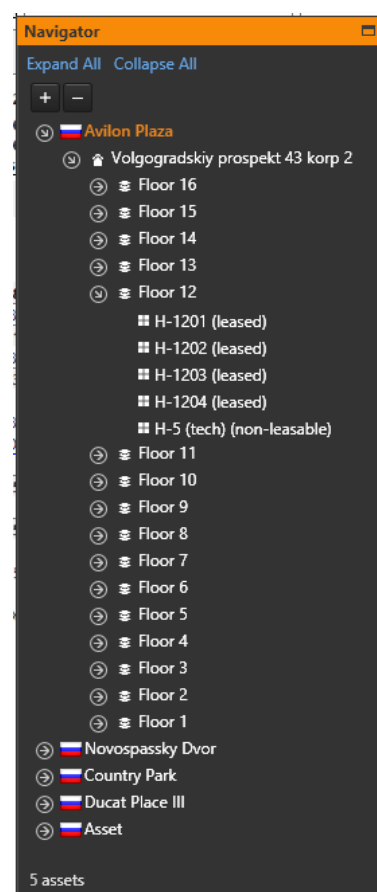 Navigator
Expand All Collapse All
Avilon Plaza
Volgogradskiy prospekt 43 korp 2
Floor 16
Floor 15
Floor 14
Floor 13
Floor 12
H-1201 (leased)
H-1202 (leased)
H-1203 (leased)
H-1204 (leased)
H-5 (tech) (non-leasable)
Floor 11
Floor 10
Floor 9
Floor 8
Floor 7
Floor 6
Floor 5
Floor 4
Floor 3
Floor 2
Floor 1
Novospassky Dvor
Country Park
Ducat Place III
Asset
5 assets